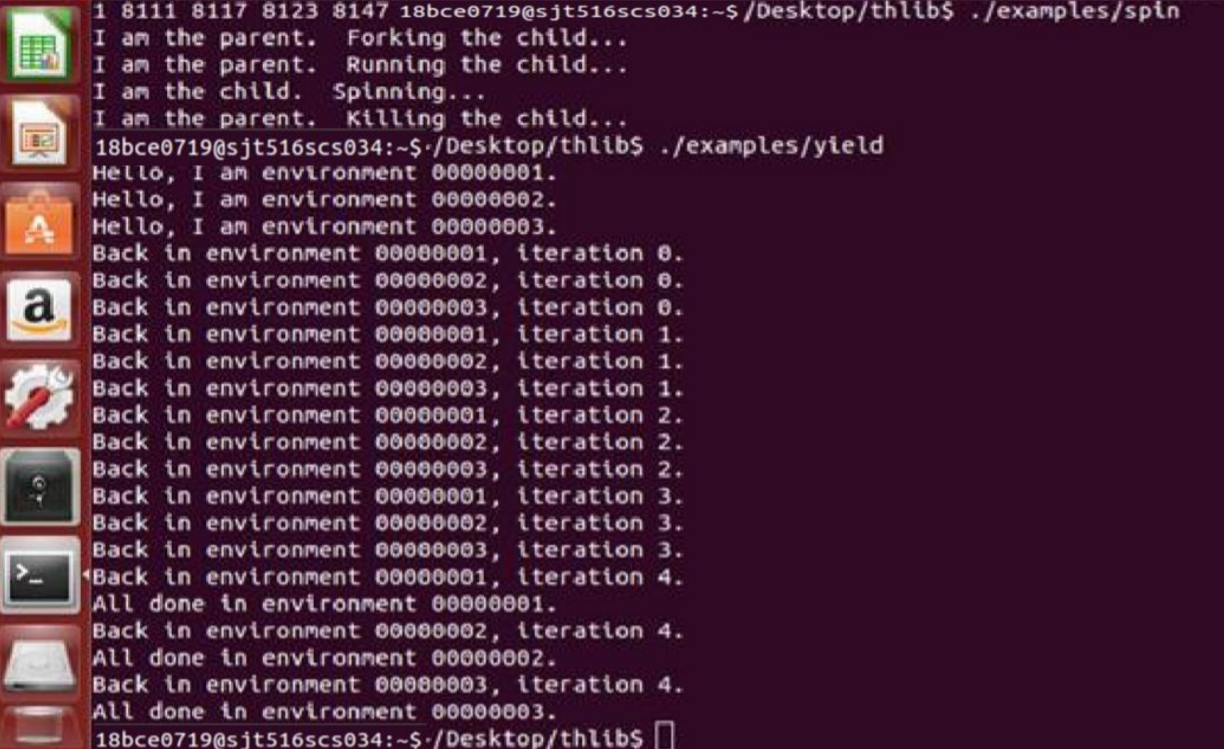 1 8111 8117 8123 8147 18bce0719@sjt516scs034:~$/Desktop/thlib$ ./examples/spin
I am the parent.  Forking the child...
I am the parent.  Running the child...
I am the child.  Spinning...
I am the parent.  Killing the child...
18bce0719@sjt516scs034:~$·/Desktop/thlib$ ./examples/yield
Hello, I am environment 00000001.
Hello, I am environment 00000002.
Hello, I am environment 00000003.
Back in environment 00000001, iteration 0.
Back in environment 00000002, iteration 0.
Back in environment 00000003, iteration 0.
Back in environment 00000001, iteration 1.
Back in environment 00000002, iteration 1.
Back in environment 00000003, iteration 1.
Back in environment 00000001, iteration 2.
Back in environment 00000002, iteration 2.
Back in environment 00000003, iteration 2.
Back in environment 00000001, iteration 3.
Back in environment 00000002, iteration 3.
Back in environment 00000003, iteration 3.
Back in environment 00000001, iteration 4.
All done in environment 00000001.
Back in environment 00000002, iteration 4.
All done in environment 00000002.
Back in environment 00000003, iteration 4.
All done in environment 00000003.
18bce0719@sjt516scs034:~$·/Desktop/thlib$